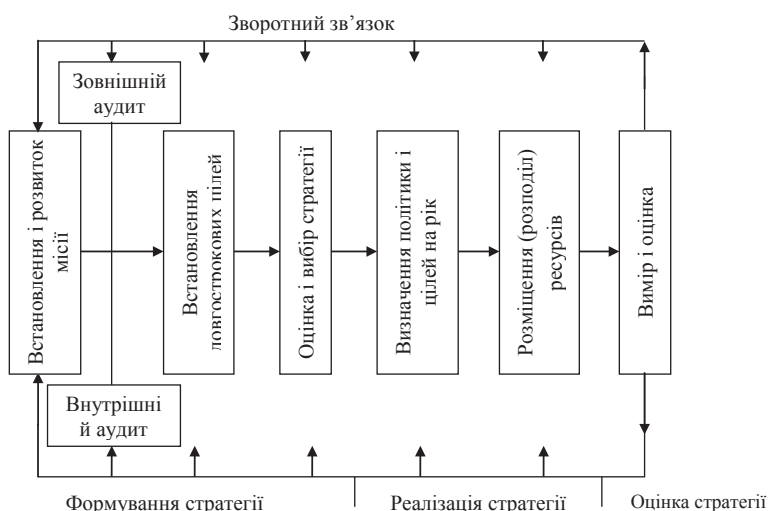 Зворотний зв’язок
Зовнішній
аудит
Встановлення і розвиток
місії
Встановлення
довгострокових цілей
Оцінка і вибір стратегії
Визначення політики і
цілей на рік
Розміщення (розподіл)
ресурсів
Вимір і оцінка
Внутрішні
й аудит
Формування стратегії
Реалізація стратегії
Оцінка стратегії